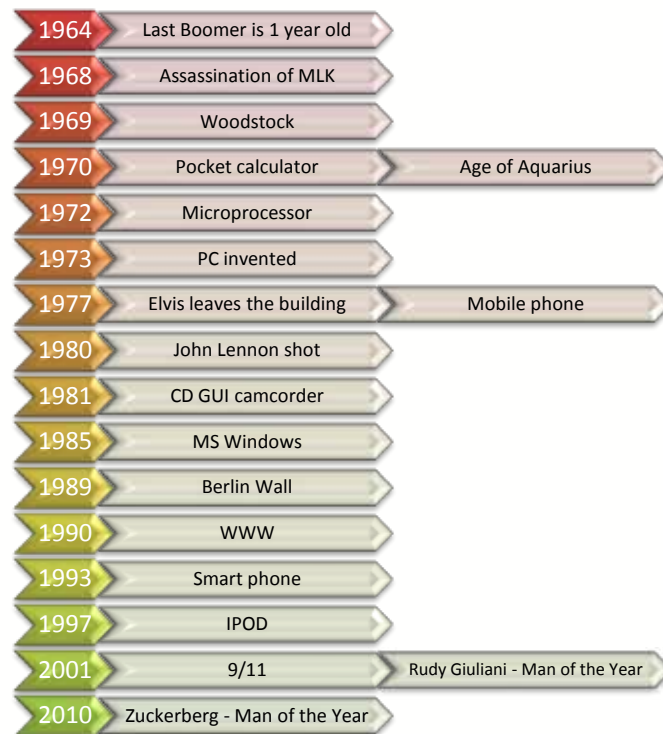 1964 Last Boomer is 1 year old
1968 Assassination of MLK
1969 Woodstock
1970 Pocket calculator Age of Aquarius
1972 Microprocessor
1973 PC invented
1977 Elvis leaves the building Mobile phone
1980 John Lennon shot
1981 CD GUI camcorder
1985 MS Windows
1989 Berlin Wall
1990 WWW
1993 Smart phone
1997 IPOD
2001 9/11 Rudy Giuliani - Man of the Year
2010 Zuckerberg - Man of the Year